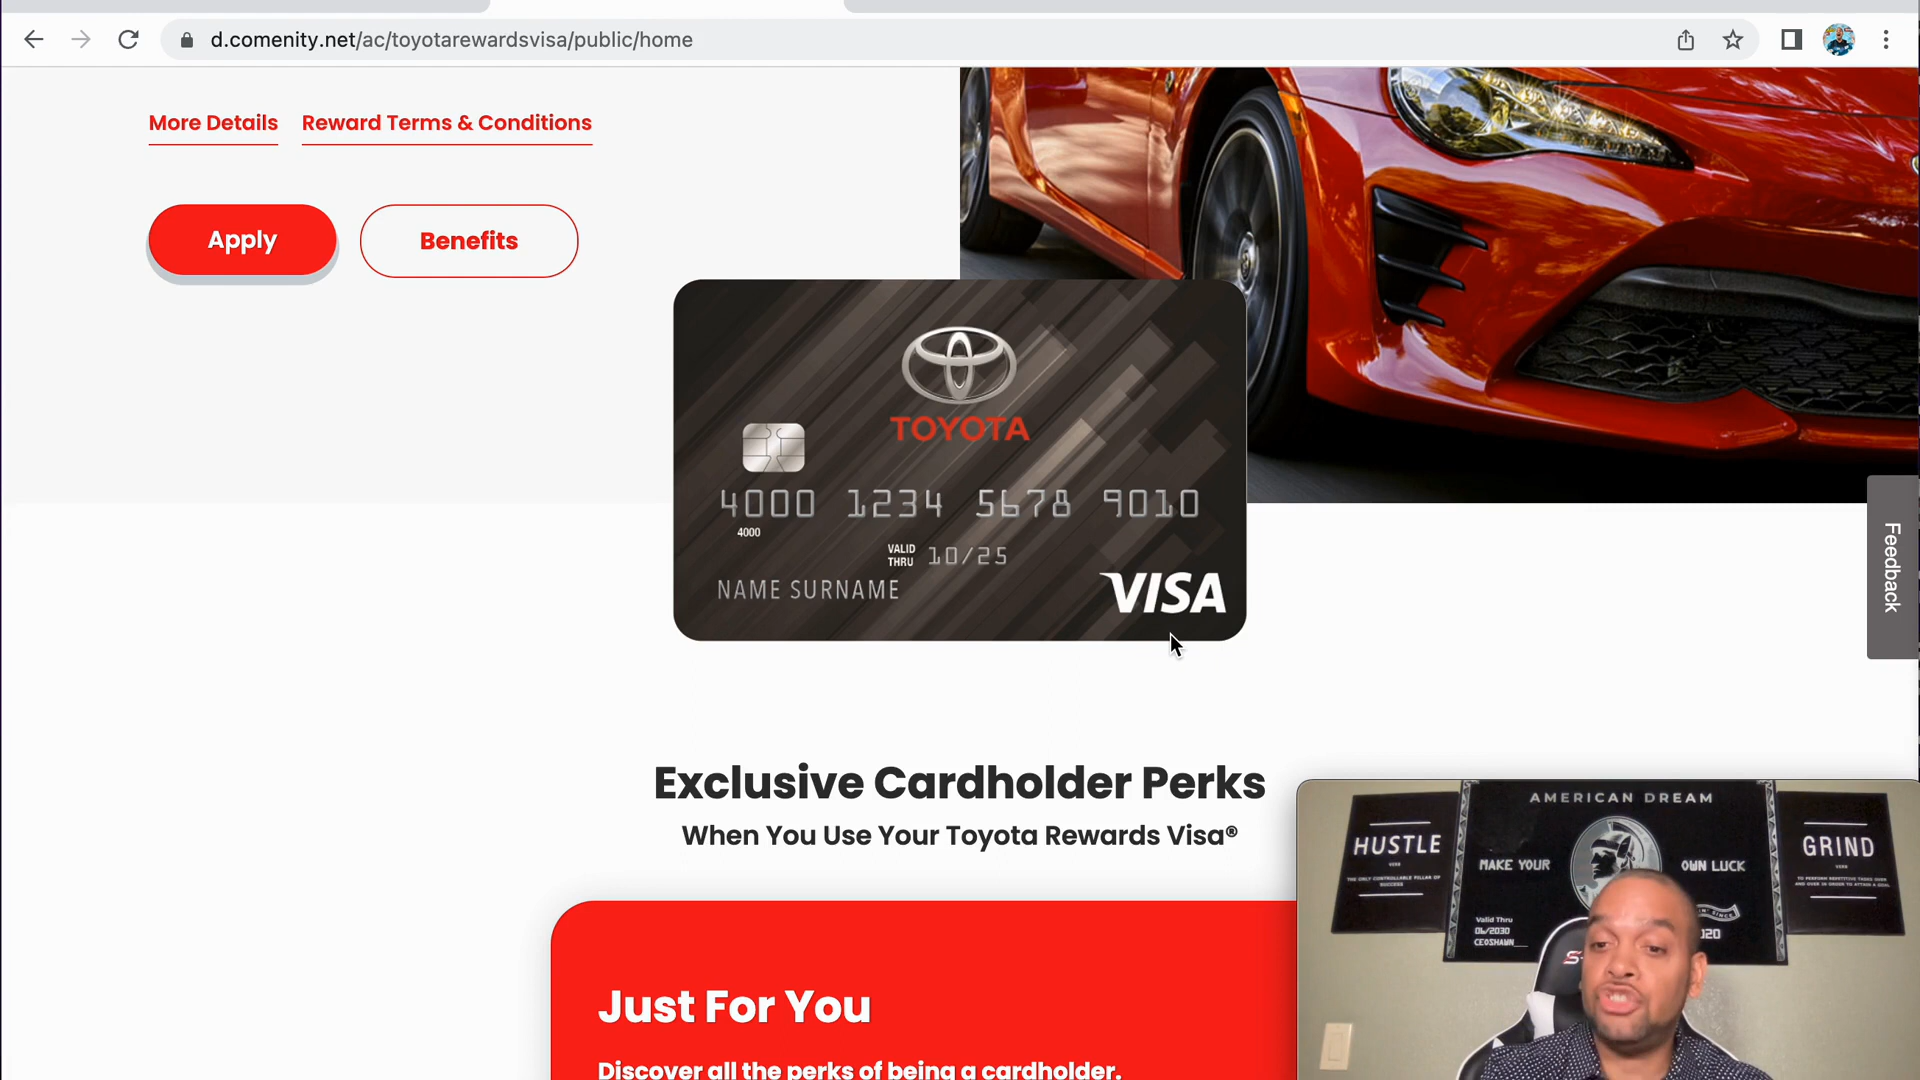 d.comenity.net/ac/toyotarewardsvisa/public/home
More Details
Reward Terms & Conditions
Apply
Benefits
TOYOTA
4000 1234 5678 9010
4000
VALID THRU 10/25
NAME SURNAME
VISA
Feedback
Exclusive Cardholder Perks
When You Use Your Toyota Rewards Visa®
Just For You
Discover all the perks of being a cardholder.
AMERICAN DREAM
HUSTLE
VERB
THE ONLY CONTROLLABLE PILLAR OF
SUCCESS
MAKE YOUR
OWN LUCK
GRIND
VERB
TO PERFORM REPETITIVE TASKS OVER
AND OVER IN ORDER TO ATTAIN A GOAL
Valid Thru
06/2030
CEOSHAWN
SINCE